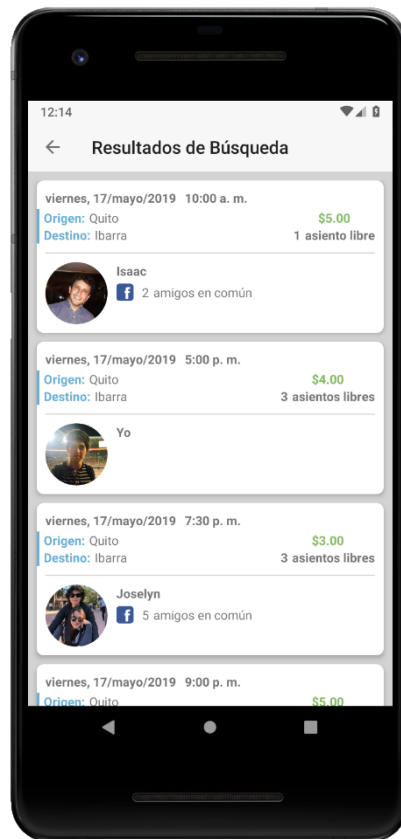 12:14
Resultados de Búsqueda
viernes, 17/mayo/2019 10:00 a. m.
Origen: Quito $5.00
Destino: Ibarra 1 asiento libre
Isaac
f 2 amigos en común
viernes, 17/mayo/2019 5:00 p. m.
Origen: Quito $4.00
Destino: Ibarra 3 asientos libres
Yo
viernes, 17/mayo/2019 7:30 p. m.
Origen: Quito $3.00
Destino: Ibarra 3 asientos libres
Joselyn
f 5 amigos en común
viernes, 17/mayo/2019 9:00 p. m.
Origen: Quito $5.00